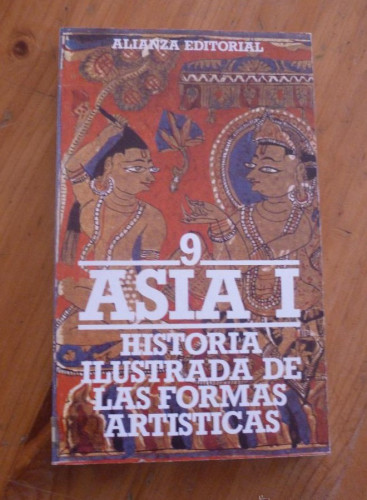 ALIANZA EDITORIAL
9
ASIA I
HISTORIA
ILUSTRADA DE
LAS FORMAS
ARTISTICAS